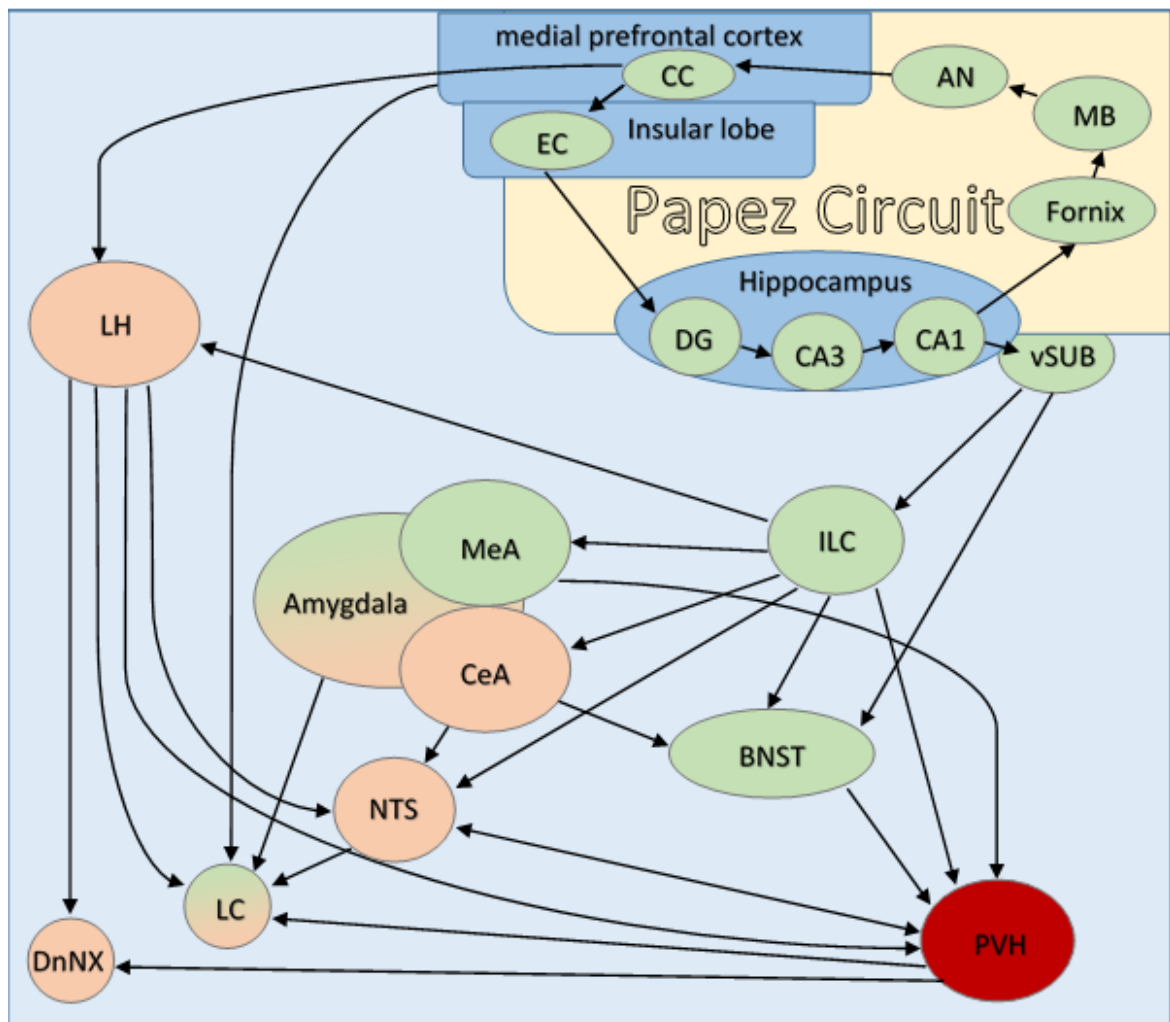 medial prefrontal cortex
CC
AN
MB
EC
Insular lobe
Papez Circuit
Fornix
Hippocampus
DG
CA3
CA1
vSUB
LH
MeA
ILC
Amygdala
CeA
BNST
NTS
LC
PVH
DnNX